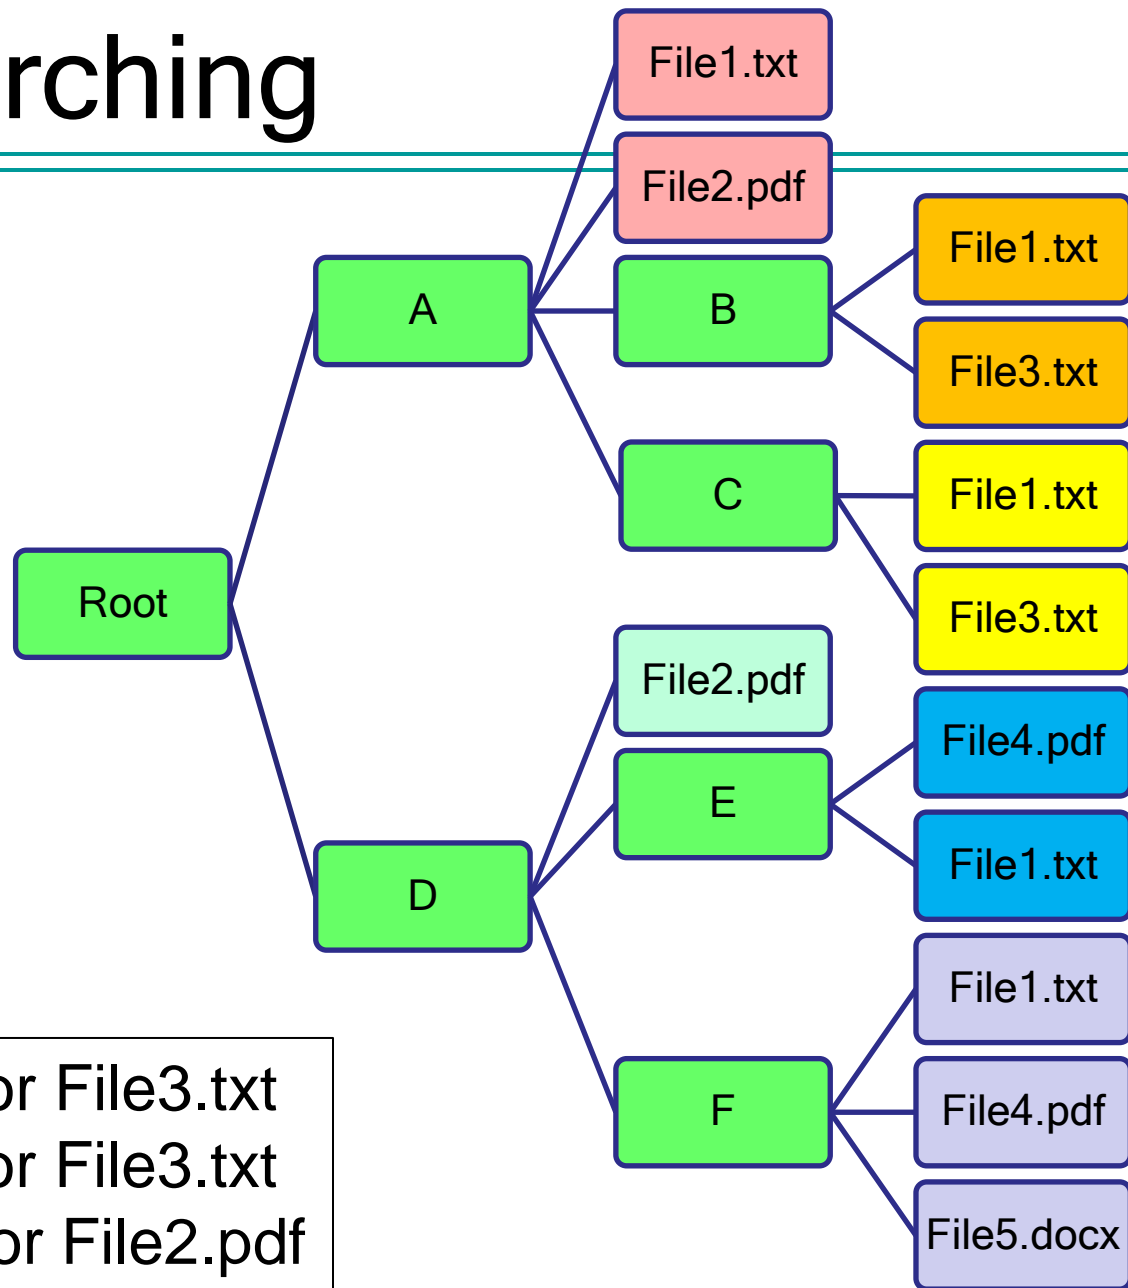 rching
File1.txt
File2.pdf
File1.txt
A
B
File3.txt
C
File1.txt
Root
File3.txt
File2.pdf
File4.pdf
E
File1.txt
D
File1.txt
or File3.txt
F
File4.pdf
or File3.txt
or File2.pdf
File5.docx